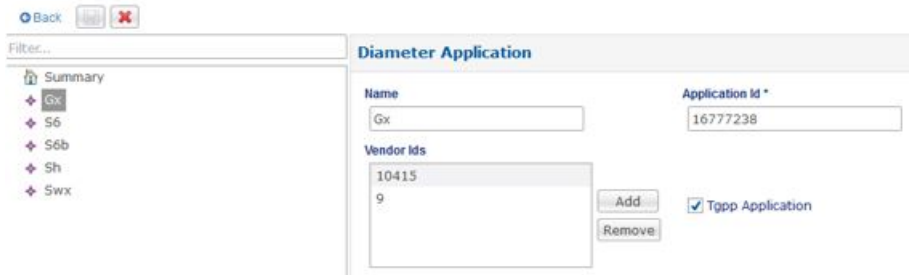 Back
Filter...
Summary
Gx
S6
S6b
Sh
Swx
Diameter Application
Name
Application Id *
Gx
16777238
Vendor Ids
10415
9
Add
Tgpp Application
Remove